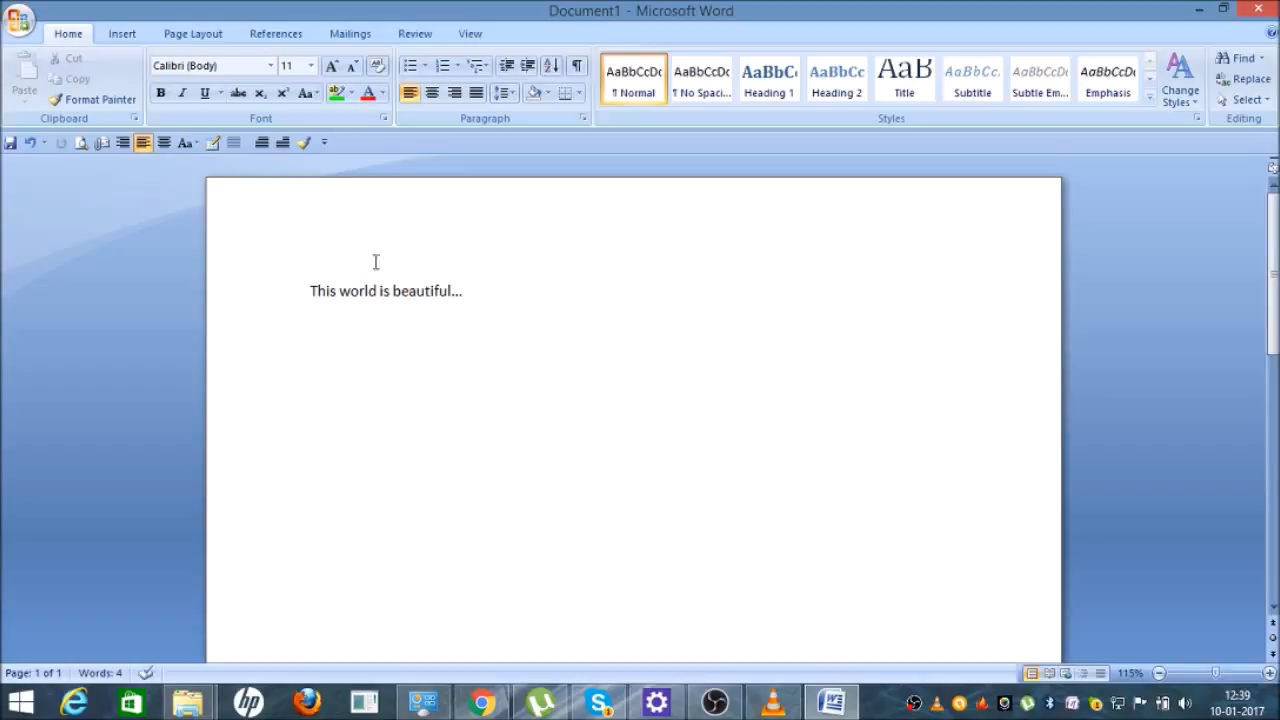 Document1 - Microsoft Word
Home Insert Page Layout References Mailings Review View
Cut
Copy
Paste
Format Painter
Clipboard
Calibri (Body) 11
Font
Paragraph
AaBbCcDc AaBbCcDc AaBbC AaBbCc AaB AaBbCc. AaBbCcDi AaBbCcDi
¶ Normal ¶ No Spaci... Heading 1 Heading 2 Title Subtitle Subtle Em... Emphasis
Change Styles
Styles
Find
Replace
Select
Editing
This world is beautiful...
Page: 1 of 1 Words: 4
115%
12:39
10-01-2017